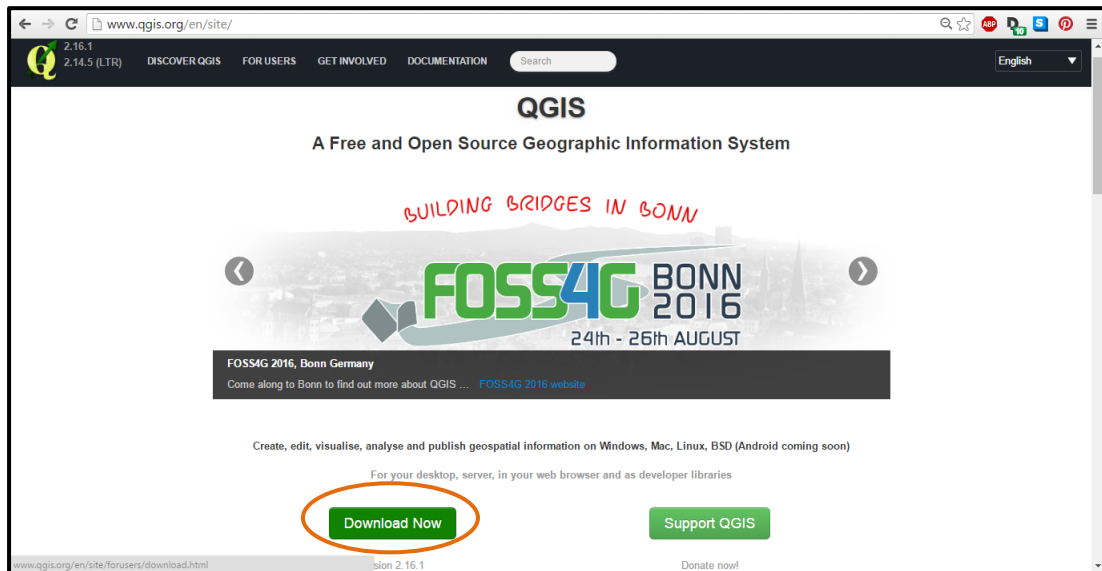 www.qgis.org/en/site/
ABP
10
S
2.16.1
2.14.5 (LTR)
DISCOVER QGIS FOR USERS GET INVOLVED DOCUMENTATION Search English
QGIS
A Free and Open Source Geographic Information System
BUILDING BRIDGES IN BONN
FOSS4G BONN
2016
24th - 26th AUGUST
FOSS4G 2016, Bonn Germany
Come along to Bonn to find out more about QGIS ... FOSS4G 2016 website
Create, edit, visualise, analyse and publish geospatial information on Windows, Mac, Linux, BSD (Android coming soon)
For your desktop, server, in your web browser and as developer libraries
Download Now Support QGIS
www.qgis.org/en/site/forusers/download.html sion 2.16.1 Donate now!